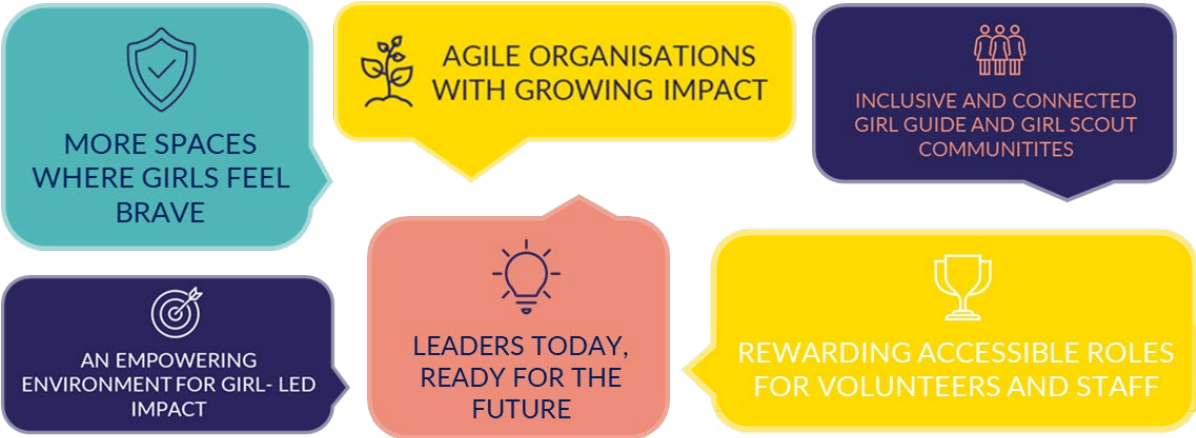 MORE SPACES
WHERE GIRLS FEEL
BRAVE
AGILE ORGANISATIONS
WITH GROWING IMPACT
INCLUSIVE AND CONNECTED
GIRL GUIDE AND GIRL SCOUT
COMMUNITITES
AN EMPOWERING
ENVIRONMENT FOR GIRL- LED
IMPACT
LEADERS TODAY,
READY FOR THE
FUTURE
REWARDING ACCESSIBLE ROLES
FOR VOLUNTEERS AND STAFF